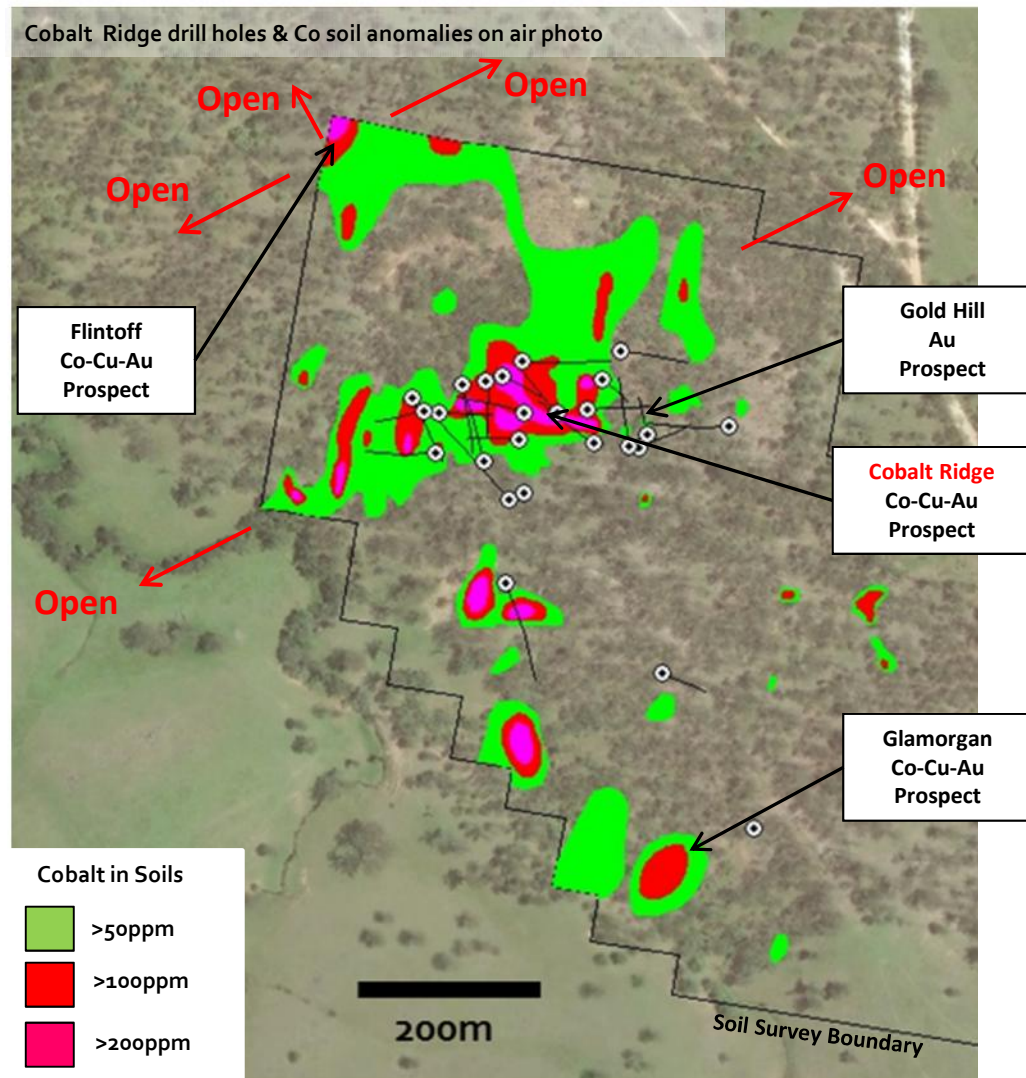 Cobalt Ridge drill holes & Co soil anomalies on air photo
Open
Open
Open
Open
Flintoff
Co-Cu-Au
Prospect
Gold Hill
Au
Prospect
Cobalt Ridge
Co-Cu-Au
Prospect
Open
Glamorgan
Co-Cu-Au
Prospect
Cobalt in Soils
>50ppm
>100ppm
>200ppm
200m
Soil Survey Boundary